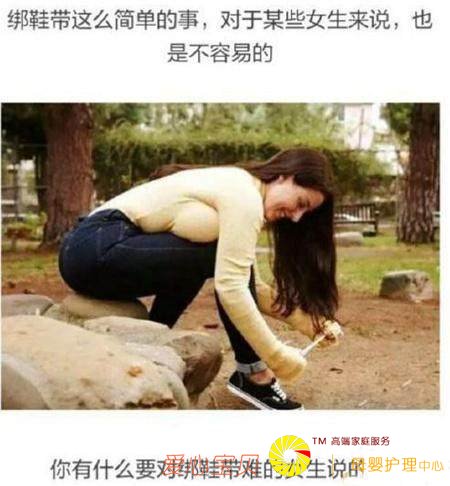 绑鞋带这么简单的事，对于某些女生来说，也
是不容易的
TM 高端家庭服务
母婴护理中心
你有什么要对绑鞋带难的女生说的